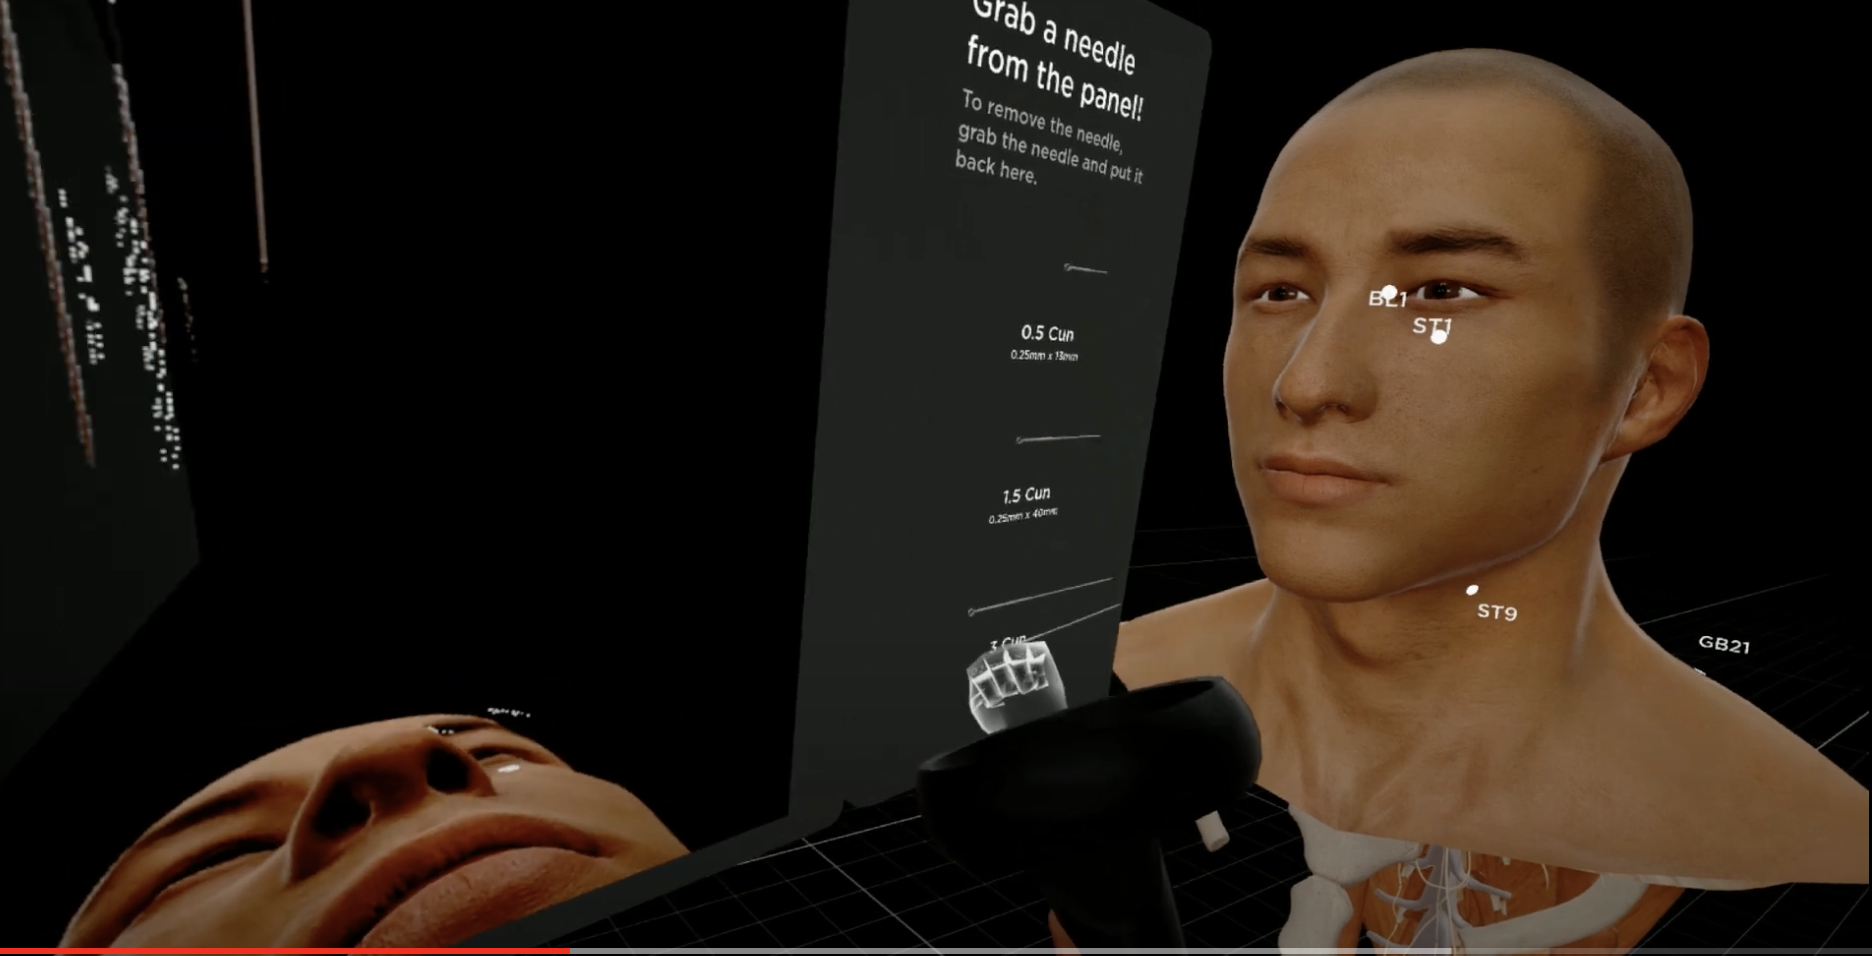 Grab a needle
from the panel!
To remove the needle,
grab the needle and put it
back here.
0.5 Cun
0.25mm x 13mm
1.5 Cun
0.25mm x 40mm
3 Cun
BL1
ST1
ST9
GB21